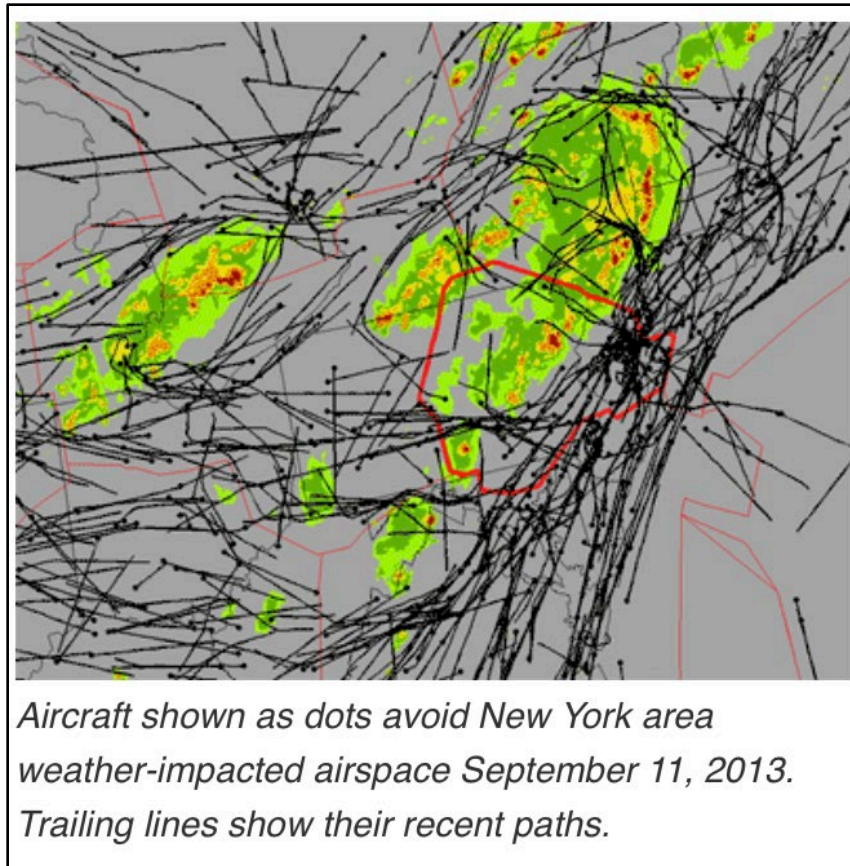 Aircraft shown as dots avoid New York area
weather-impacted airspace September 11, 2013.
Trailing lines show their recent paths.